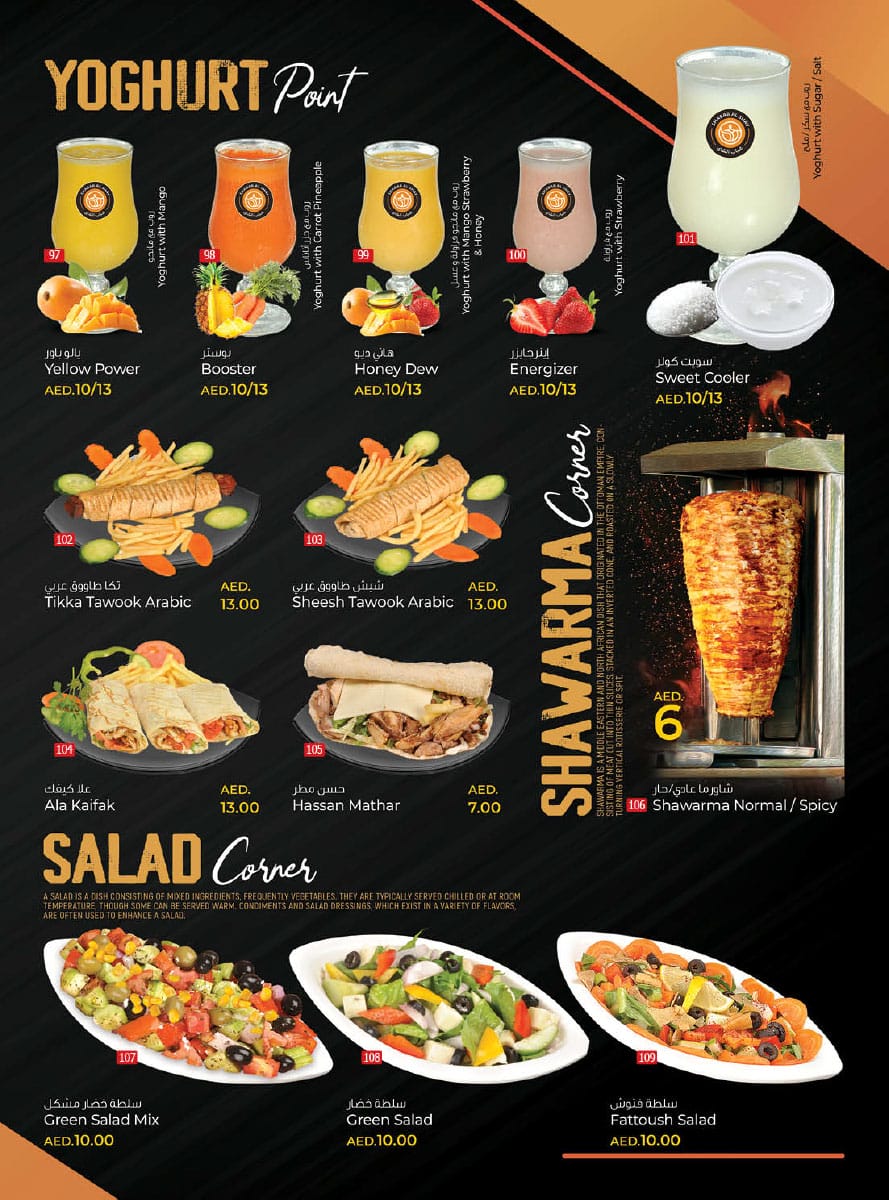 YOGHURT Point
97
روب مع مانجو
Yoghurt with Mango
يالو باور
Yellow Power
AED.10/13
98
روب مع جزر أناناس
Yoghurt with Carrot Pineapple
بوستر
Booster
AED.10/13
99
روب مع مانجو فراولة و عسل
Yoghurt with Mango Strawberry
& Honey
هاني ديو
Honey Dew
AED.10/13
100
روب مع فراولة
Yoghurt with Strawberry
إينرجايزر
Energizer
AED.10/13
101
روب مع سكر / ملح
Yoghurt with Sugar / Salt
سويت كولر
Sweet Cooler
AED.10/13
102
تكا طاووق عربي
Tikka Tawook Arabic
AED.
13.00
103
شيش طاووق عربي
Sheesh Tawook Arabic
AED.
13.00
104
علا كيفك
Ala Kaifak
AED.
13.00
105
حسن مطر
Hassan Mathar
AED.
7.00
SHAWARMA Corner
SHAWARMA IS A MIDDLE EASTERN AND NORTH AFRICAN DISH THAT ORIGINATED IN THE OTTOMAN EMPIRE, CON-
SISTING OF MEAT CUT INTO THIN SLICES, STACKED IN AN INVERTED CONE, AND ROASTED ON A SLOWLY
TURNING VERTICAL ROTISSERIE OR SPIT.
AED.
6
شاورما عادي/حار
106 Shawarma Normal / Spicy
SALAD Corner
A SALAD IS A DISH CONSISTING OF MIXED INGREDIENTS, FREQUENTLY VEGETABLES. THEY ARE TYPICALLY SERVED CHILLED OR AT ROOM
TEMPERATURE, THOUGH SOME CAN BE SERVED WARM. CONDIMENTS AND SALAD DRESSINGS, WHICH EXIST IN A VARIETY OF FLAVORS,
ARE OFTEN USED TO ENHANCE A SALAD.
107
سلطة خضار مشكل
Green Salad Mix
AED.10.00
108
سلطة خضار
Green Salad
AED.10.00
109
سلطة فتوش
Fattoush Salad
AED.10.00